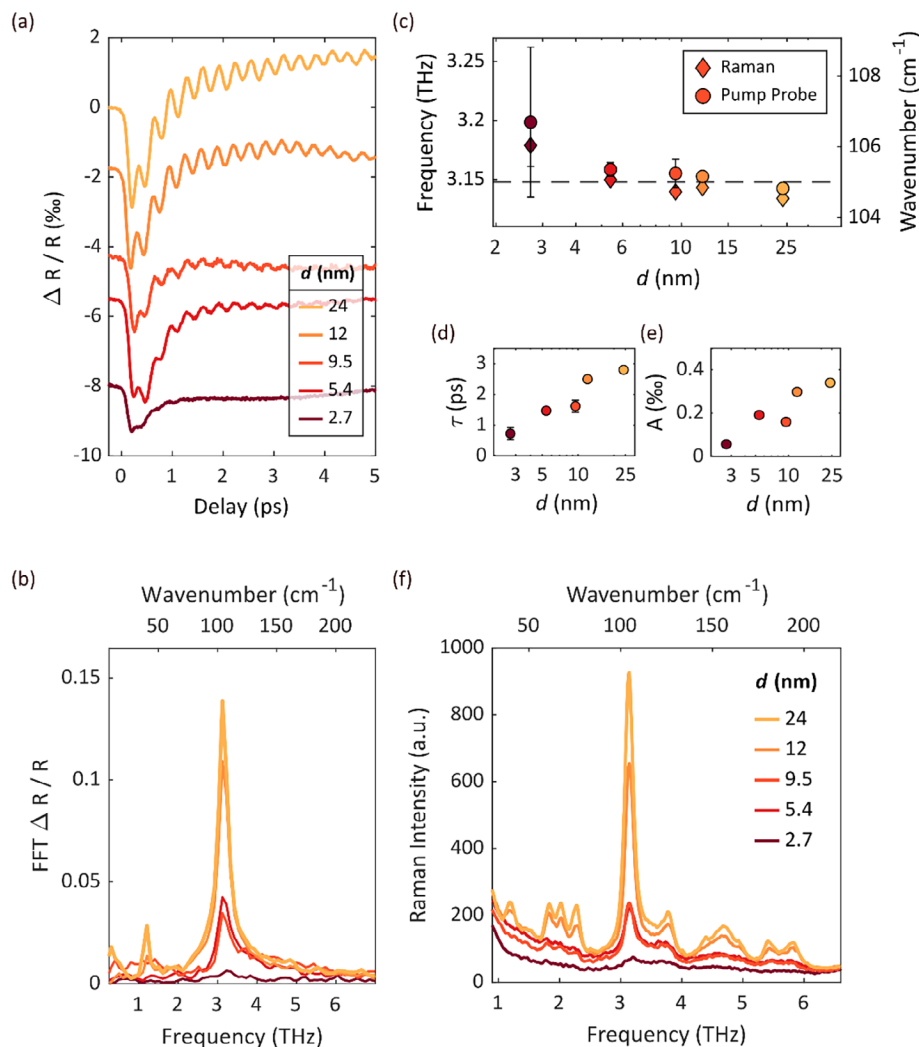 (a)
2
0
-2
-4
-6
-8
-10
Δ R / R (‰)
0 1 2 3 4 5
Delay (ps)
d (nm)
24
12
9.5
5.4
2.7
(c)
3.25
3.2
3.15
Frequency (THz)
108
106
104
Wavenumber (cm⁻¹)
Raman
Pump Probe
2 3 4 6 10 15 25
d (nm)
(d)
3
2
1
0
τ (ps)
3 5 10 25
d (nm)
(e)
0.4
0.2
0
A (‰)
3 5 10 25
d (nm)
(b)
Wavenumber (cm⁻¹)
50 100 150 200
0.15
0.1
0.05
0
FFT Δ R / R
1 2 3 4 5 6
Frequency (THz)
(f)
Wavenumber (cm⁻¹)
50 100 150 200
1000
800
600
400
200
0
Raman Intensity (a.u.)
d (nm)
24
12
9.5
5.4
2.7
1 2 3 4 5 6
Frequency (THz)